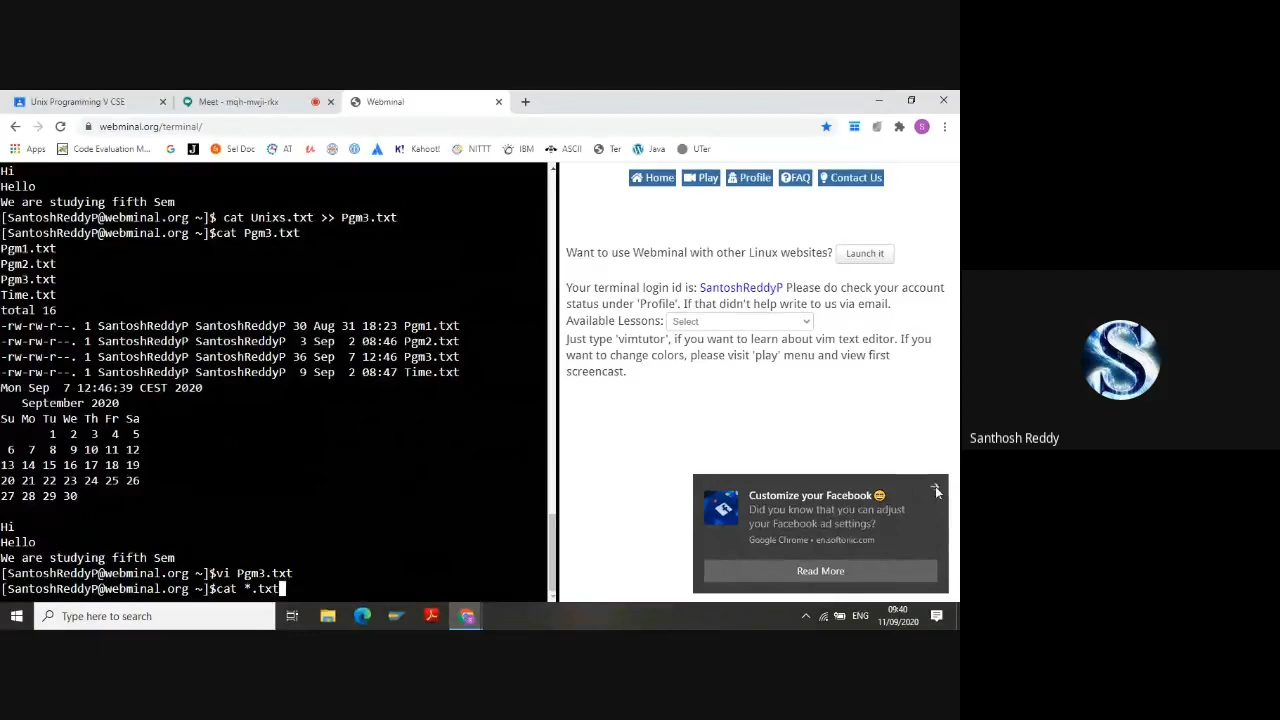 Unix Programming V CSE
Meet - mqh-mwji-rkx
Webminal
webminal.org/terminal/
Apps
Code Evaluation M...
Sel Doc
AT
Kahoot!
NITTT
IBM
ASCII
Ter
Java
UTer
Hi
Hello
We are studying fifth Sem
[SantoshReddyP@webminal.org ~]$ cat Unixs.txt >> Pgm3.txt
[SantoshReddyP@webminal.org ~]$cat Pgm3.txt
Pgm1.txt
Pgm2.txt
Pgm3.txt
Time.txt
total 16
-rw-rw-r--. 1 SantoshReddyP SantoshReddyP 30 Aug 31 18:23 Pgm1.txt
-rw-rw-r--. 1 SantoshReddyP SantoshReddyP  3 Sep  2 08:46 Pgm2.txt
-rw-rw-r--. 1 SantoshReddyP SantoshReddyP 36 Sep  7 12:46 Pgm3.txt
-rw-rw-r--. 1 SantoshReddyP SantoshReddyP  9 Sep  2 08:47 Time.txt
Mon Sep  7 12:46:39 CEST 2020
September 2020
Su Mo Tu We Th Fr Sa
1  2  3  4  5
6  7  8  9 10 11 12
13 14 15 16 17 18 19
20 21 22 23 24 25 26
27 28 29 30
Hi
Hello
We are studying fifth Sem
[SantoshReddyP@webminal.org ~]$vi Pgm3.txt
[SantoshReddyP@webminal.org ~]$cat *.txt
Home
Play
Profile
FAQ
Contact Us
Want to use Webminal with other Linux websites? Launch it
Your terminal login id is: SantoshReddyP Please do check your account
status under 'Profile'. If that didn't help write to us via email.
Available Lessons: Select
Just type 'vimtutor', if you want to learn about vim text editor. If you
want to change colors, please visit 'play' menu and view first
screencast.
Customize your Facebook
Did you know that you can adjust
your Facebook ad settings?
Google Chrome • en.softonic.com
Read More
Type here to search
ENG
09:40
11/09/2020
S
Santhosh Reddy